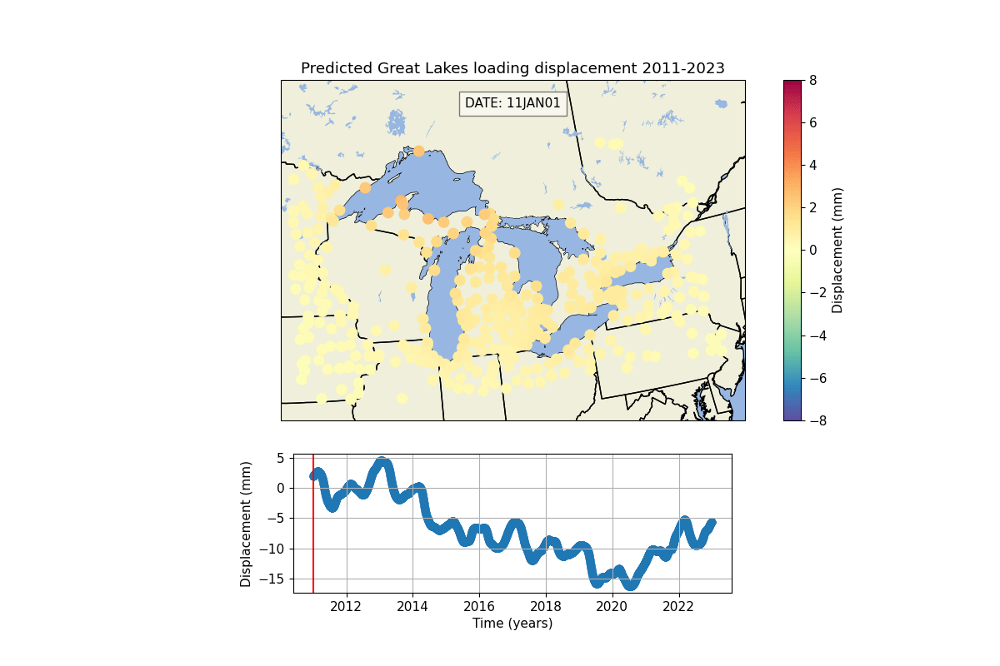 Predicted Great Lakes loading displacement 2011-2023
DATE: 11JAN01
8
6
4
2
0
−2
−4
−6
−8
Displacement (mm)
5
0
−5
−10
−15
Displacement (mm)
2012 2014 2016 2018 2020 2022
Time (years)